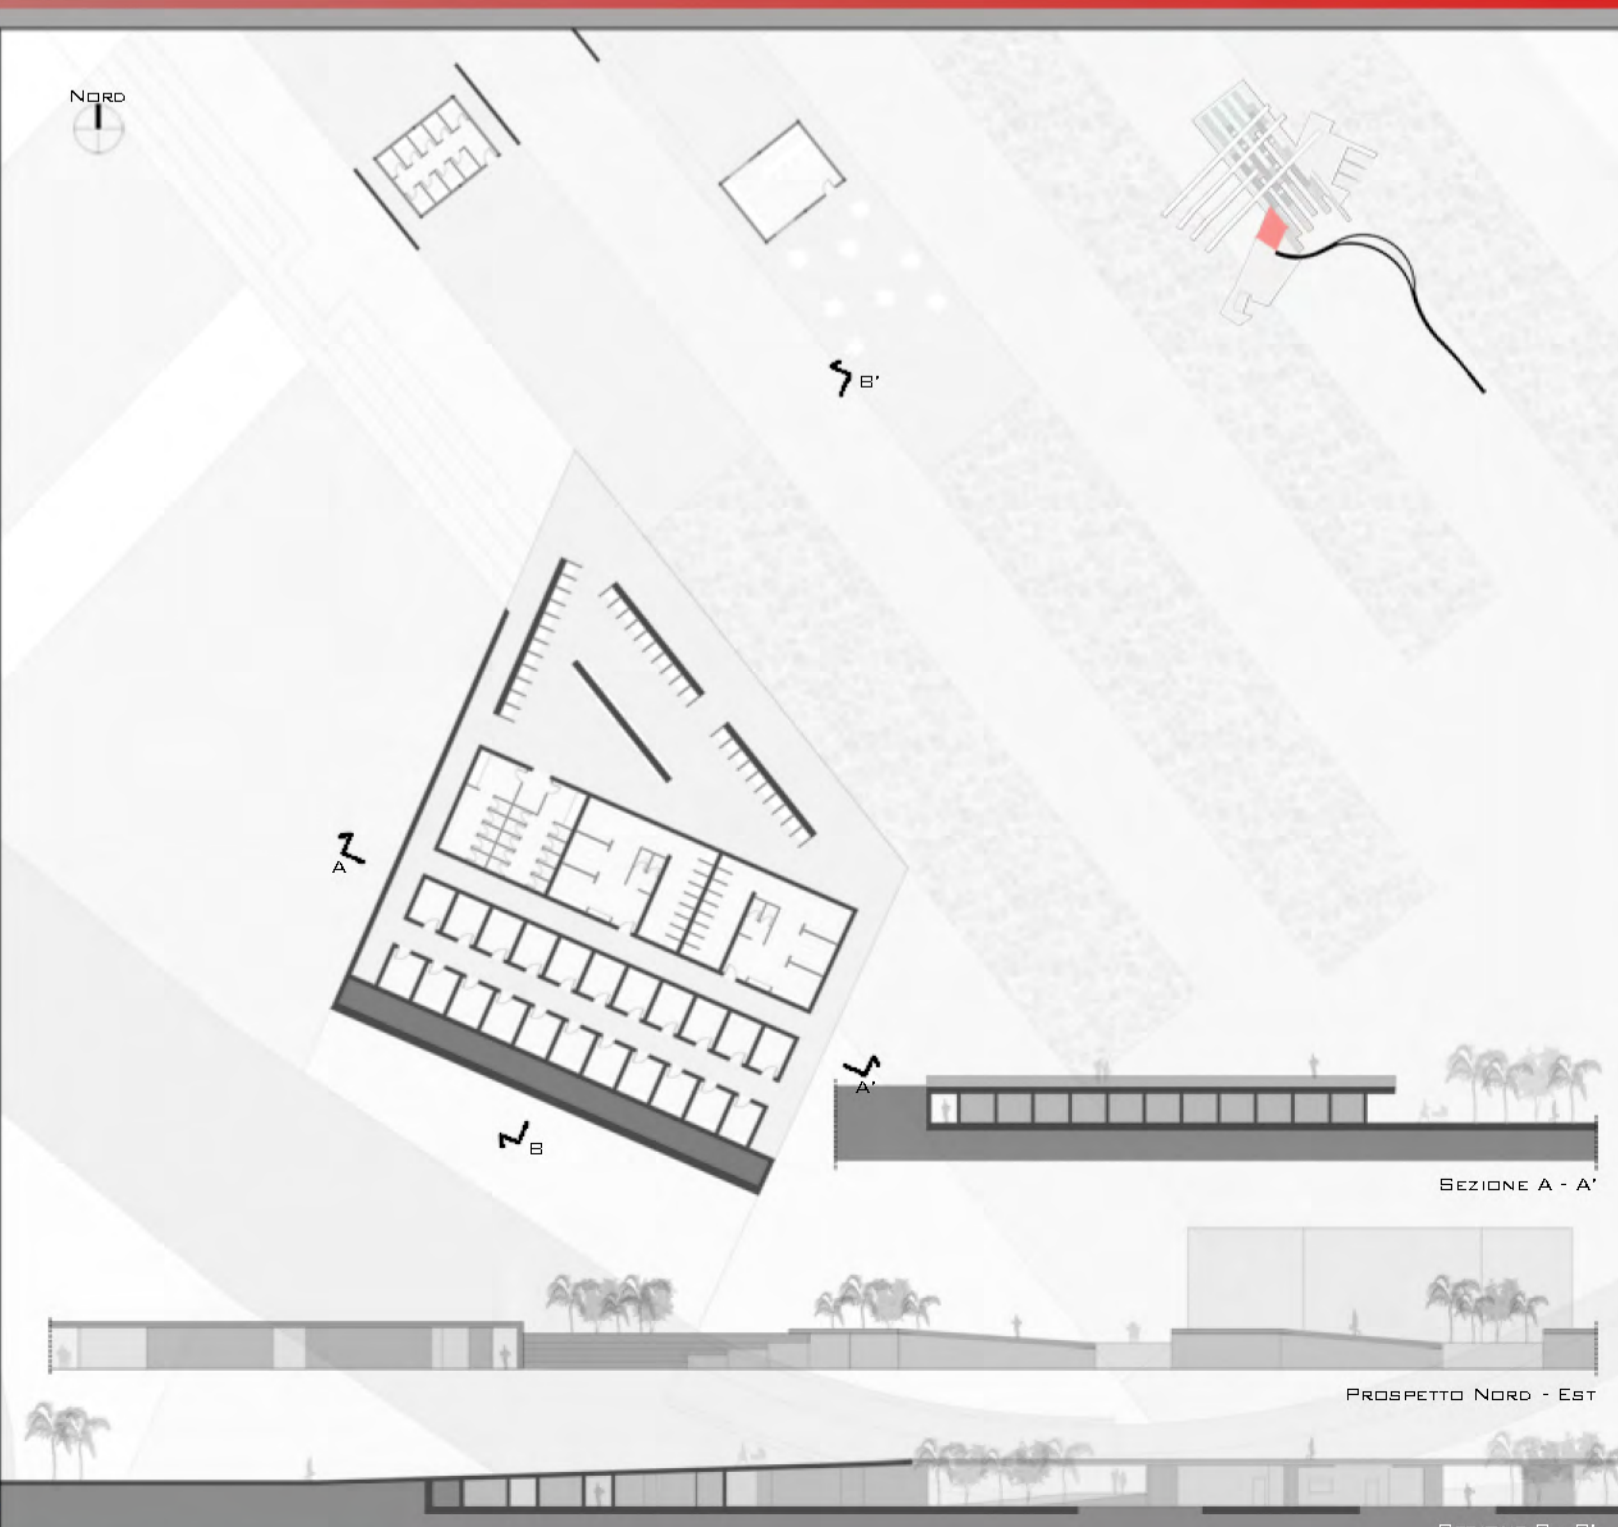 Nord
B'
A
A'
B
Sezione A - A'
Prospetto Nord - Est